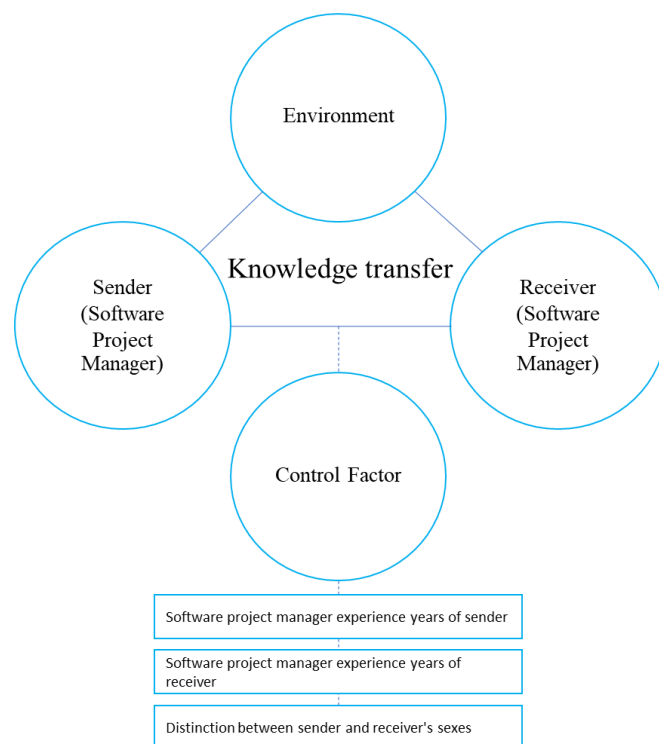 Environment
Knowledge transfer
Sender
(Software
Project
Manager)
Receiver
(Software
Project
Manager)
Control Factor
Software project manager experience years of sender
Software project manager experience years of
receiver
Distinction between sender and receiver's sexes